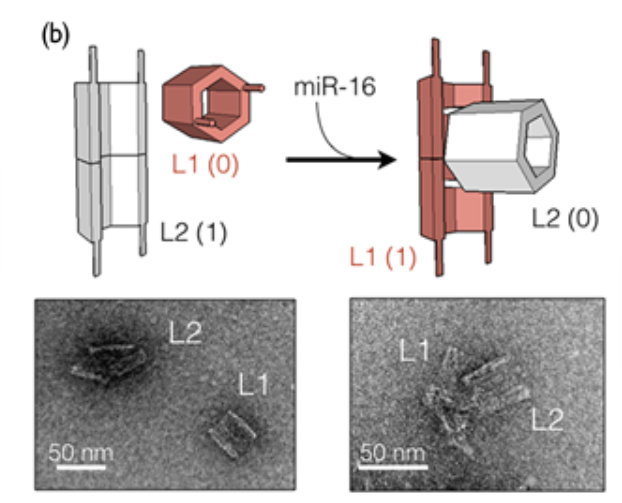 (b)
miR-16
L1 (0)
L2 (1)
L2 (0)
L1 (1)
L2
L1
50 nm
L1
L2
50 nm